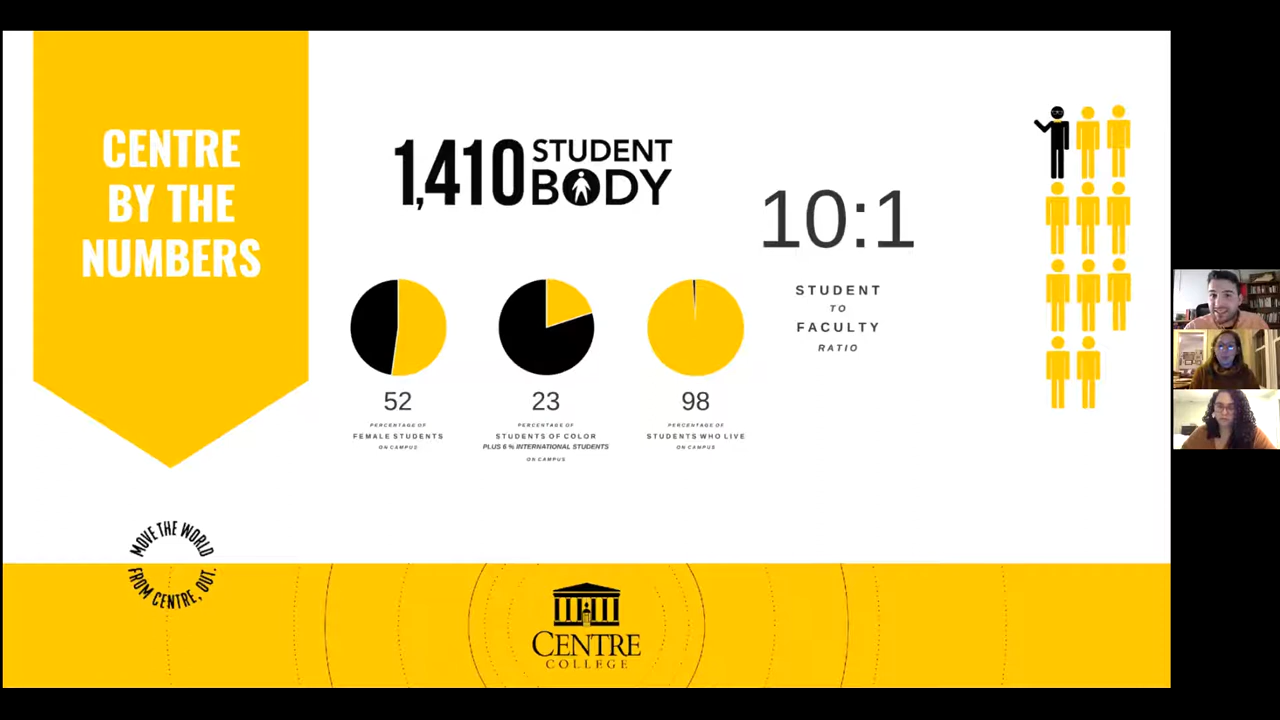 CENTRE
BY THE
NUMBERS
1,410 STUDENT
BODY
10:1
STUDENT
TO
FACULTY
RATIO
52
PERCENTAGE OF
FEMALE STUDENTS
ON CAMPUS
23
PERCENTAGE OF
STUDENTS OF COLOR
PLUS 6 % INTERNATIONAL STUDENTS
ON CAMPUS
98
PERCENTAGE OF
STUDENTS WHO LIVE
ON CAMPUS
MOVE THE WORLD
FROM CENTRE, OUT.
CENTRE
COLLEGE